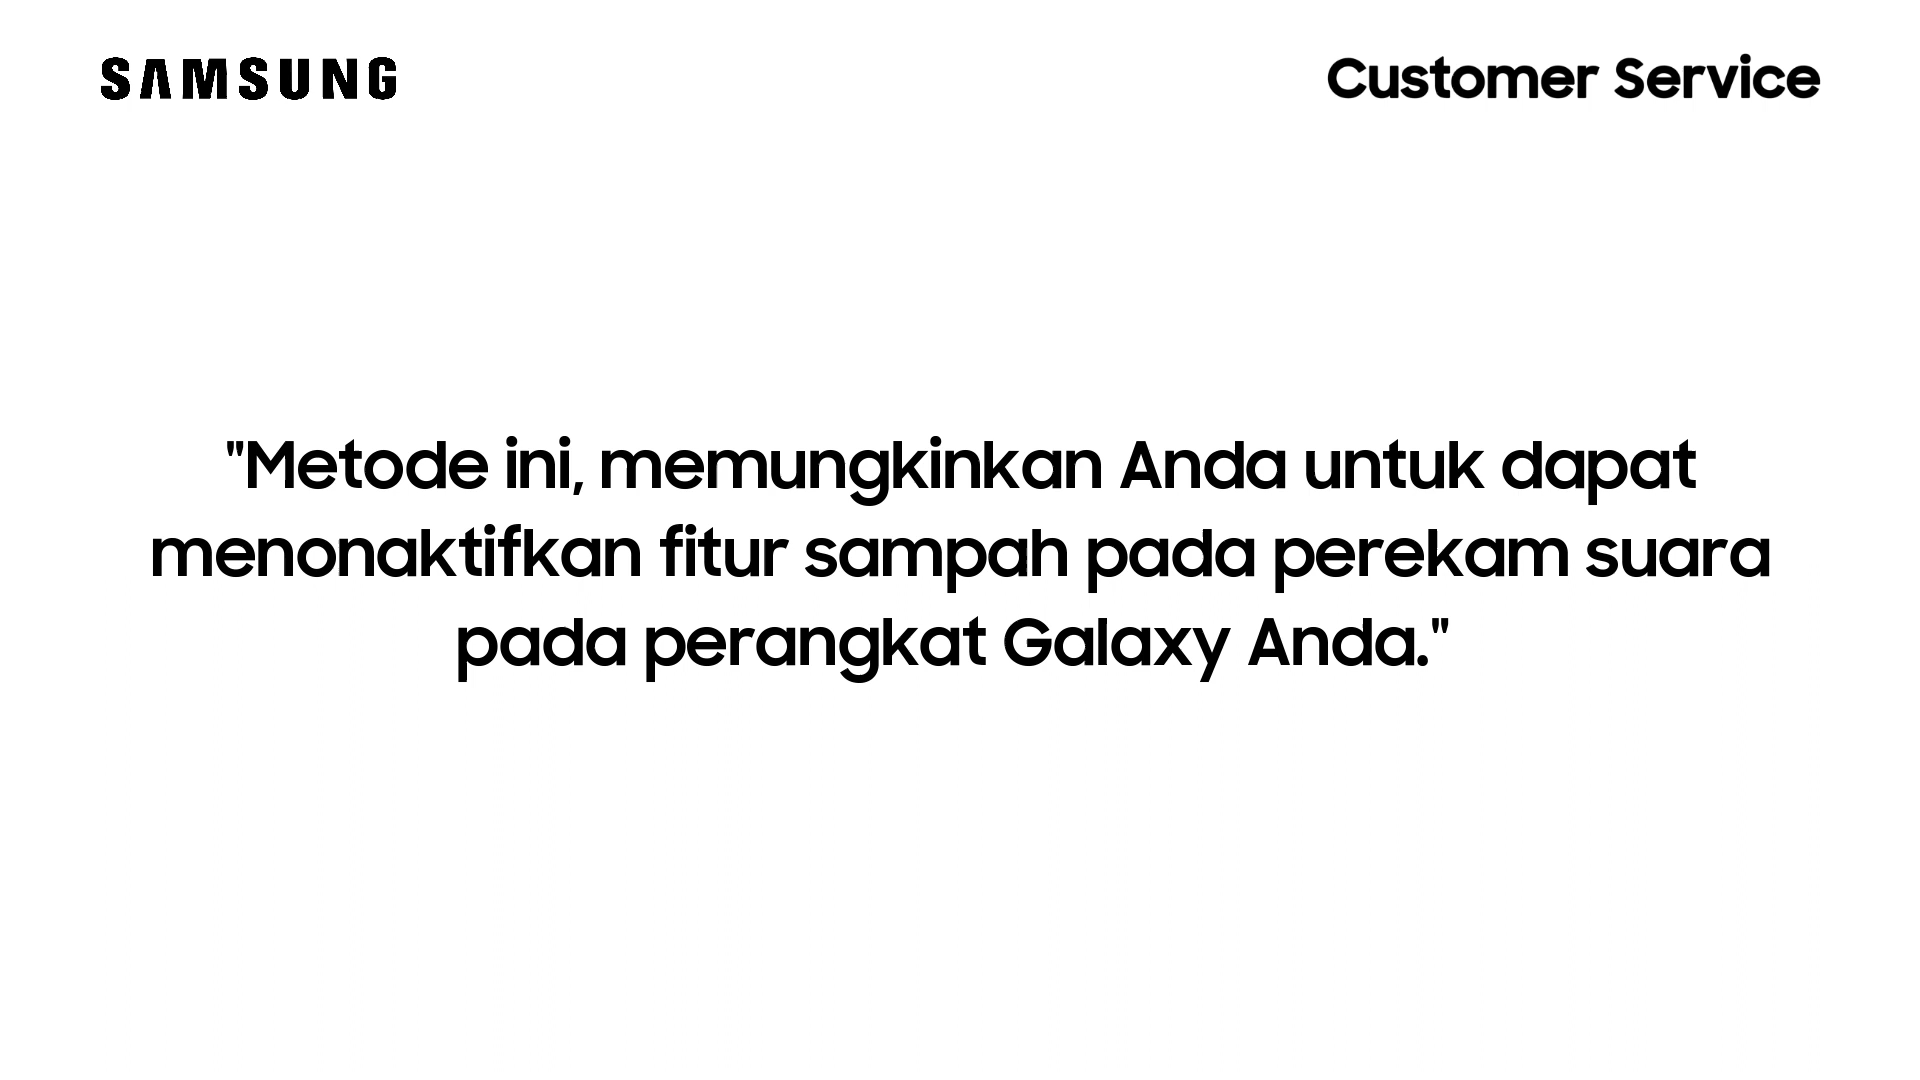 SAMSUNG
Customer Service
"Metode ini, memungkinkan Anda untuk dapat
menonaktifkan fitur sampah pada perekam suara
pada perangkat Galaxy Anda."